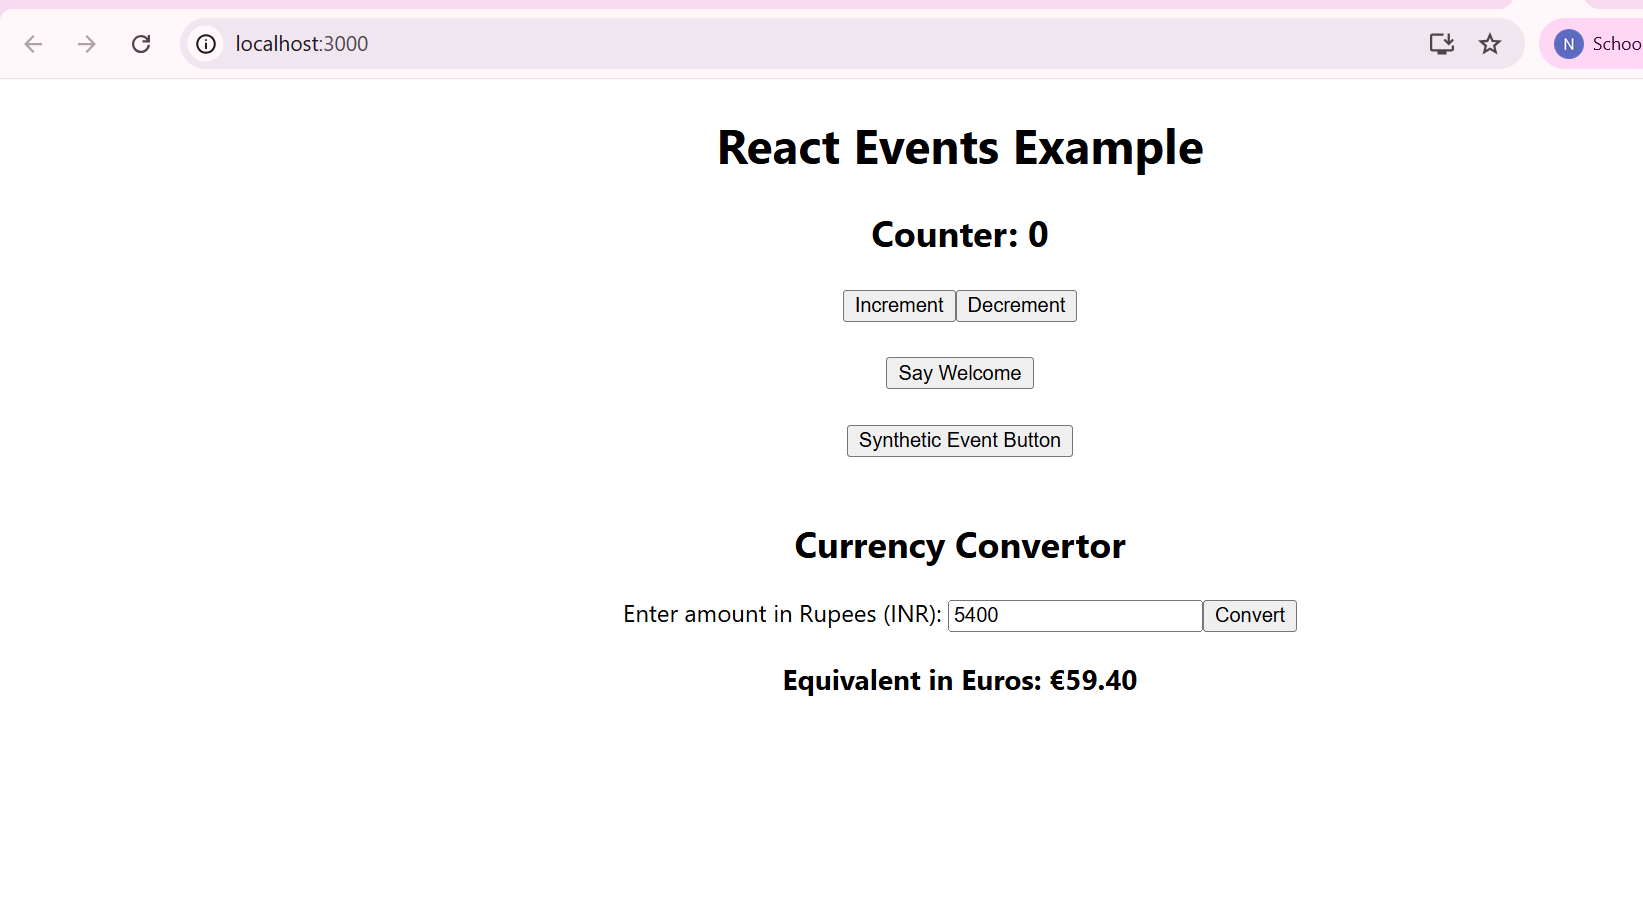 localhost:3000
N Schoo
React Events Example
Counter: 0
Increment Decrement
Say Welcome
Synthetic Event Button
Currency Convertor
Enter amount in Rupees (INR): 5400 Convert
Equivalent in Euros: €59.40